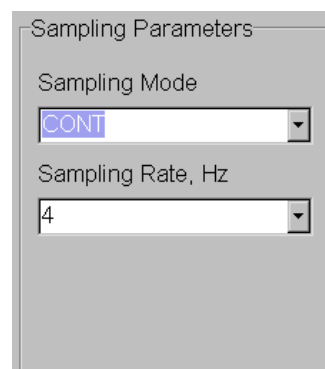 Sampling Parameters
Sampling Mode
CONT
Sampling Rate, Hz
4